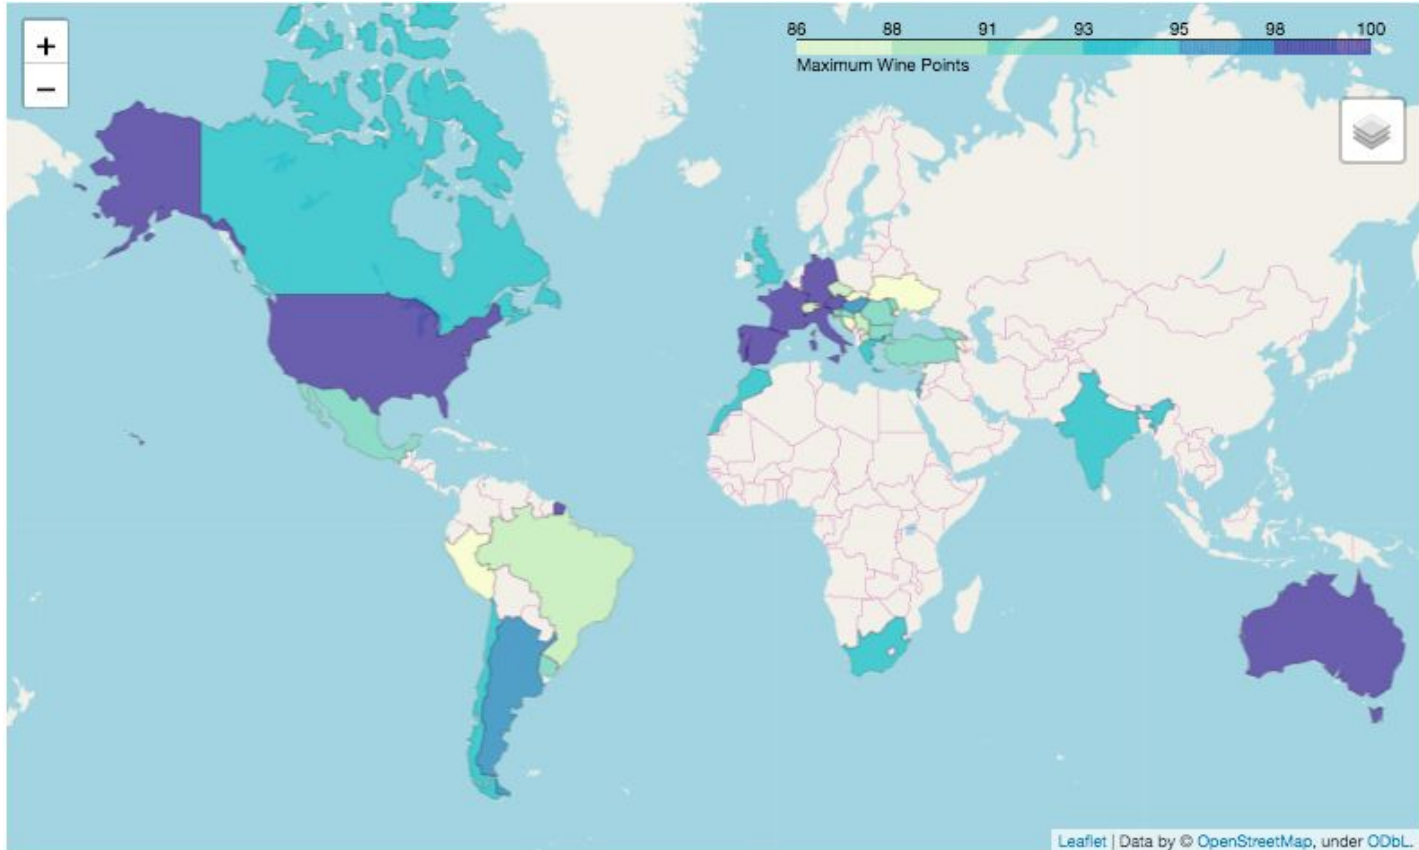 +
−
86 88 91 93 95 98 100
Maximum Wine Points
Leaflet | Data by © OpenStreetMap, under ODbL.